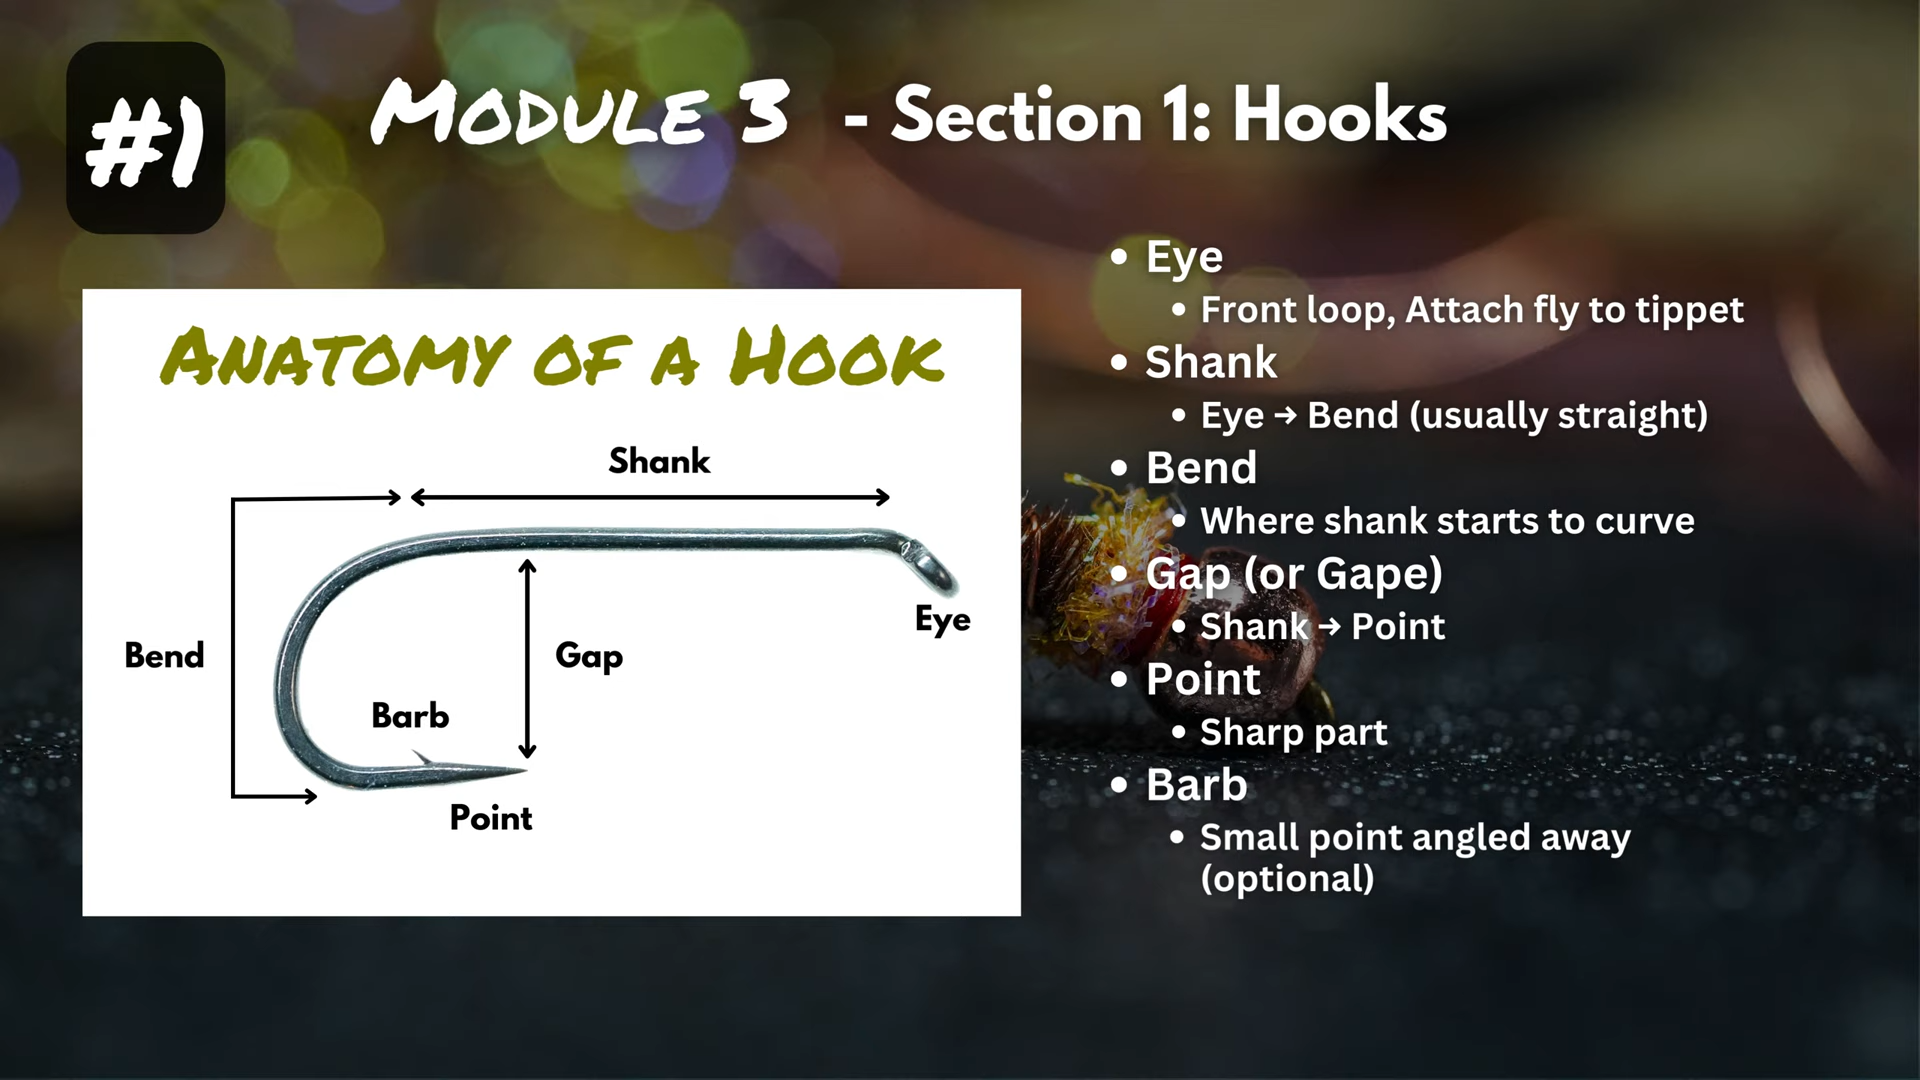 #1
Module 3 - Section 1: Hooks
Anatomy of a Hook
Shank
Bend
Gap
Eye
Barb
Point
• Eye
• Front loop, Attach fly to tippet
• Shank
• Eye → Bend (usually straight)
• Bend
• Where shank starts to curve
• Gap (or Gape)
• Shank → Point
• Point
• Sharp part
• Barb
• Small point angled away
(optional)